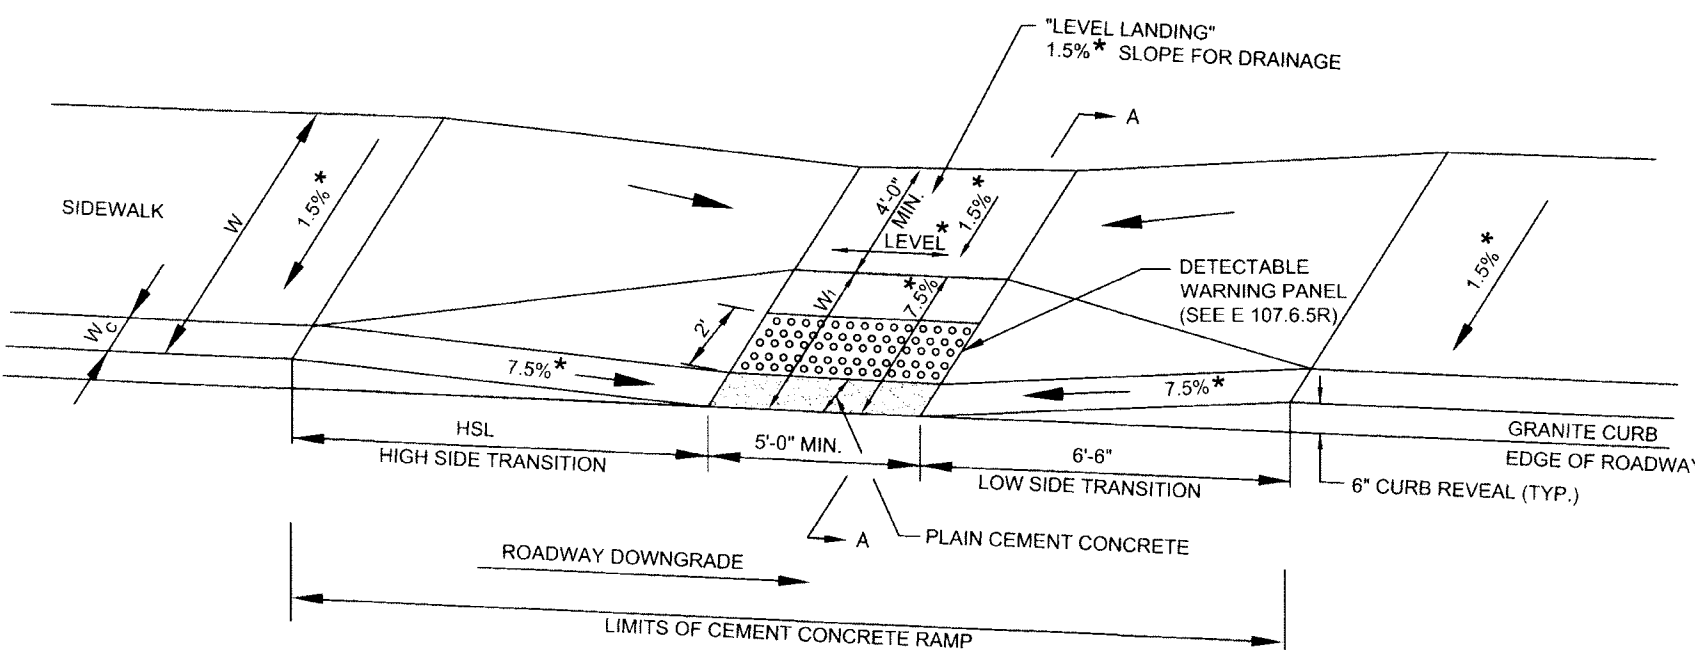 "LEVEL LANDING"
1.5%* SLOPE FOR DRAINAGE
A
SIDEWALK
W
1.5%*
4'-0"
MIN.
1.5%*
LEVEL*
1.5%*
DETECTABLE
WARNING PANEL
(SEE E 107.6.5R)
WC
2'
W1
7.5%*
7.5%*
7.5%*
HSL
HIGH SIDE TRANSITION
5'-0" MIN.
6'-6"
LOW SIDE TRANSITION
GRANITE CURB
EDGE OF ROADWAY
6" CURB REVEAL (TYP.)
A
PLAIN CEMENT CONCRETE
ROADWAY DOWNGRADE
LIMITS OF CEMENT CONCRETE RAMP